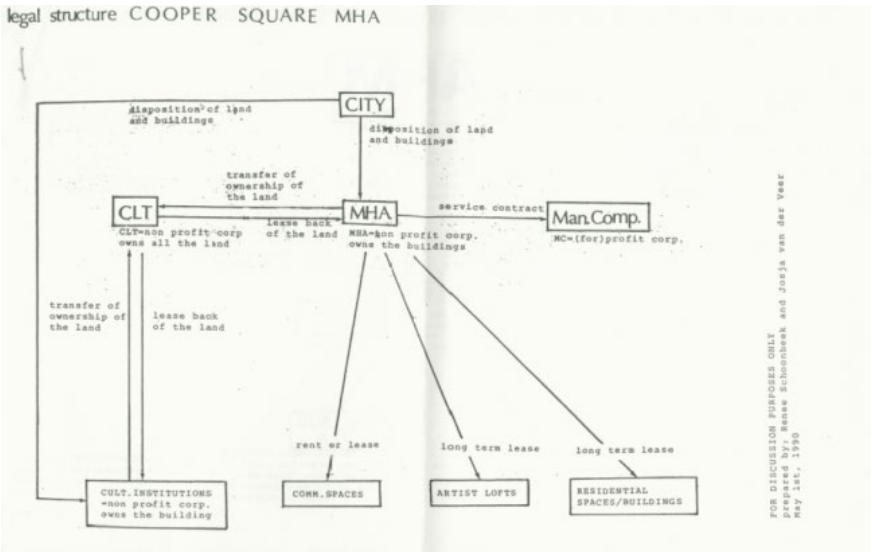 legal structure COOPER SQUARE MHA
CITY
disposition of land
and buildings
disposition of land
and buildings
transfer of
ownership of
the land
CLT
MHA
service contract
Man.Comp.
lease back
of the land
CLT=non profit corp
owns all the land
MHA=non profit corp.
owns the buildings
MC=(for)profit corp.
transfer of
ownership of
the land
lease back
of the land
rent or lease
long term lease
long term lease
CULT.INSTITUTIONS
=non profit corp.
owns the building
COMM.SPACES
ARTIST LOFTS
RESIDENTIAL
SPACES/BUILDINGS
FOR DISCUSSION PURPOSES ONLY
prepared by: Renee Schoonbeek and Josja van der Veer
May 1st, 1990